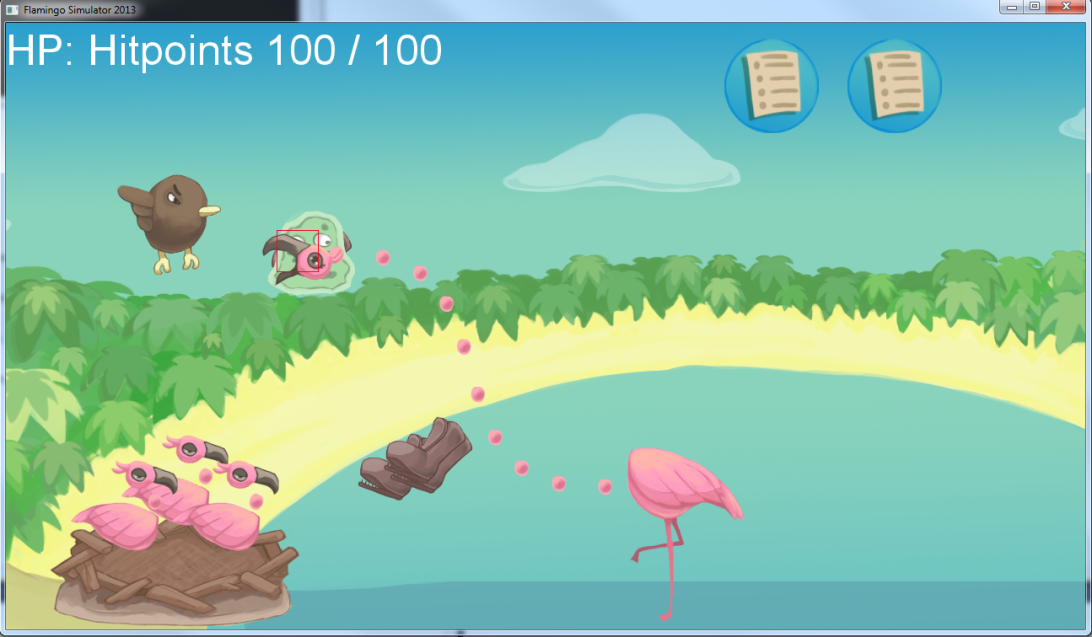 Flamingo Simulator 2013
HP: Hitpoints 100 / 100